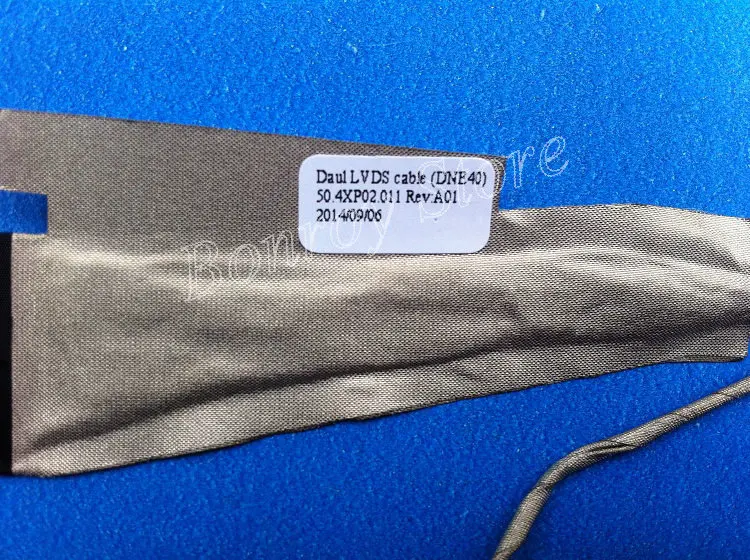 Daul LVDS cable (DNE40)
50.4XP02.011 Rev:A01
2014/09/06
Bonroy Store